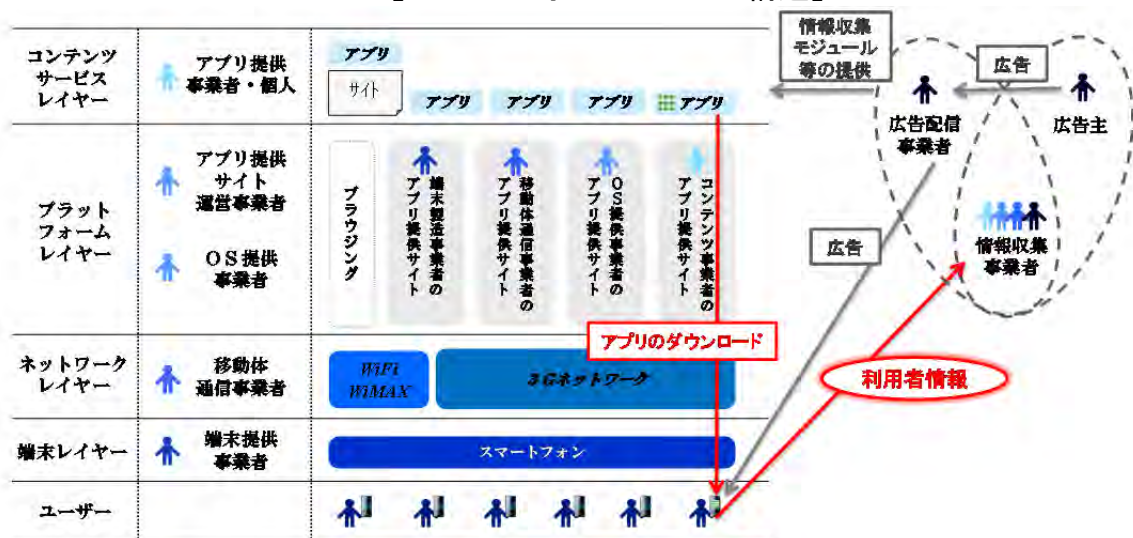 コンテンツ
サービス
レイヤー
アプリ提供
事業者・個人
アプリ
サイト
アプリ
アプリ
アプリ
アプリ
プラット
フォーム
レイヤー
アプリ提供
サイト
運営事業者
OS提供
事業者
ブラウジング
端末製造事業者の
アプリ提供サイト
移動体通信事業者の
アプリ提供サイト
OS提供事業者の
アプリ提供サイト
コンテンツ事業者の
アプリ提供サイト
アプリのダウンロード
ネットワーク
レイヤー
移動体
通信事業者
WiFi
WiMAX
3Gネットワーク
端末レイヤー
端末提供
事業者
スマートフォン
ユーザー
情報収集
モジュール
等の提供
広告
広告配信
事業者
広告主
情報収集
事業者
広告
利用者情報